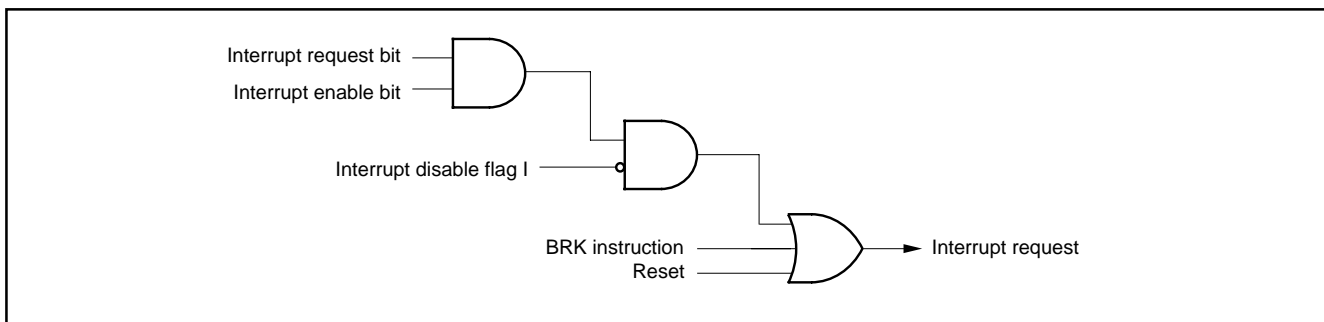 Interrupt request bit
Interrupt enable bit
Interrupt disable flag I
BRK instruction
Reset
Interrupt request